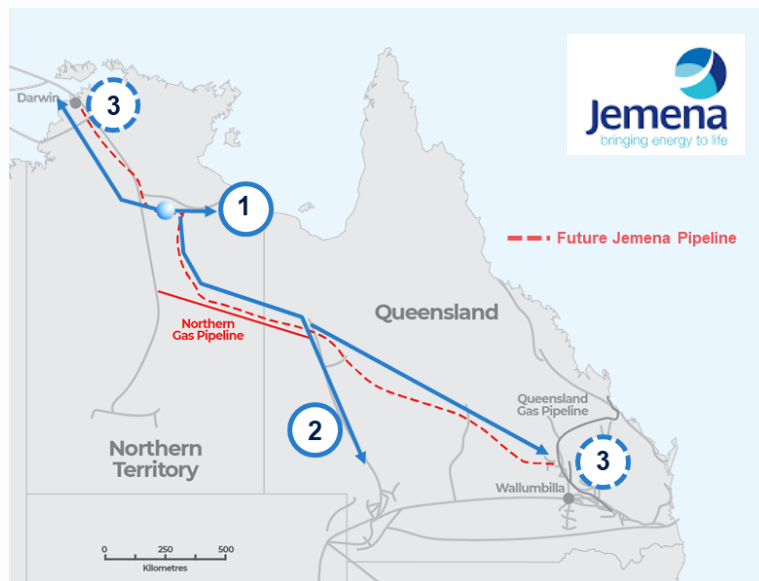 Darwin
3
Jemena
bringing energy to life
1
Future Jemena Pipeline
Queensland
Northern
Gas Pipeline
Queensland
Gas Pipeline
2
Northern
Territory
3
Wallumbilla
0 250 500
Kilometres